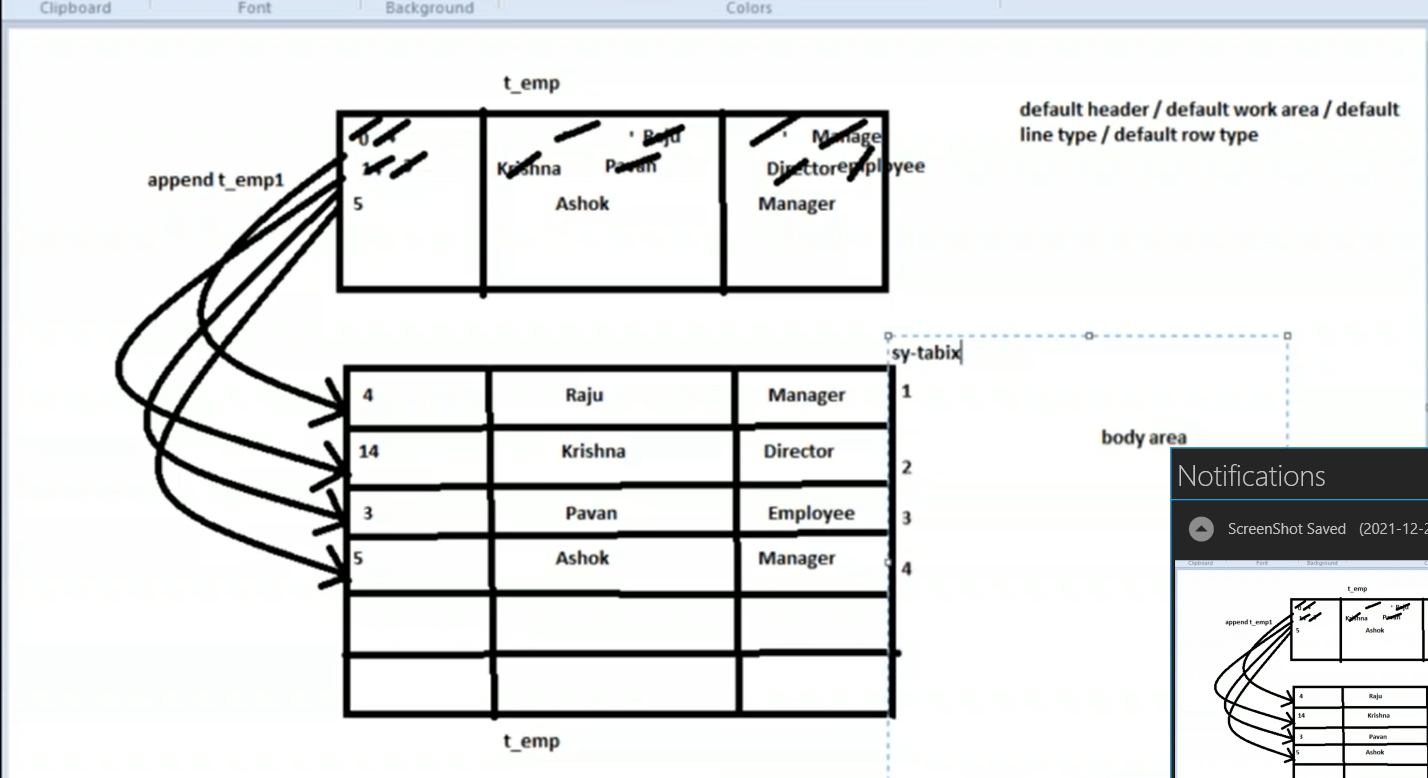 Clipboard Font Background Colors
t_emp
default header / default work area / default
line type / default row type
0 Raju Manage
Krishna Pavan Director employee
append t_emp1
5 Ashok Manager
sy-tabix
4 Raju Manager 1
body area
14 Krishna Director 2
3 Pavan Employee 3
5 Ashok Manager 4
t_emp
Notifications
ScreenShot Saved (2021-12-2
Clipboard Font Background
t_emp
Raju
append t_emp1 Krishna Pavan
5 Ashok
4 Raju
14 Krishna
3 Pavan
5 Ashok